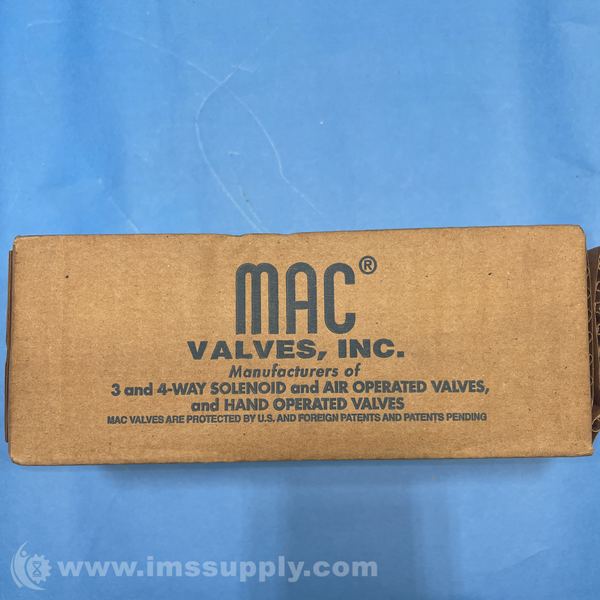 MAC®
VALVES, INC.
Manufacturers of
3 and 4-WAY SOLENOID and AIR OPERATED VALVES,
and HAND OPERATED VALVES
MAC VALVES ARE PROTECTED BY U.S. AND FOREIGN PATENTS AND PATENTS PENDING
www.imssupply.com